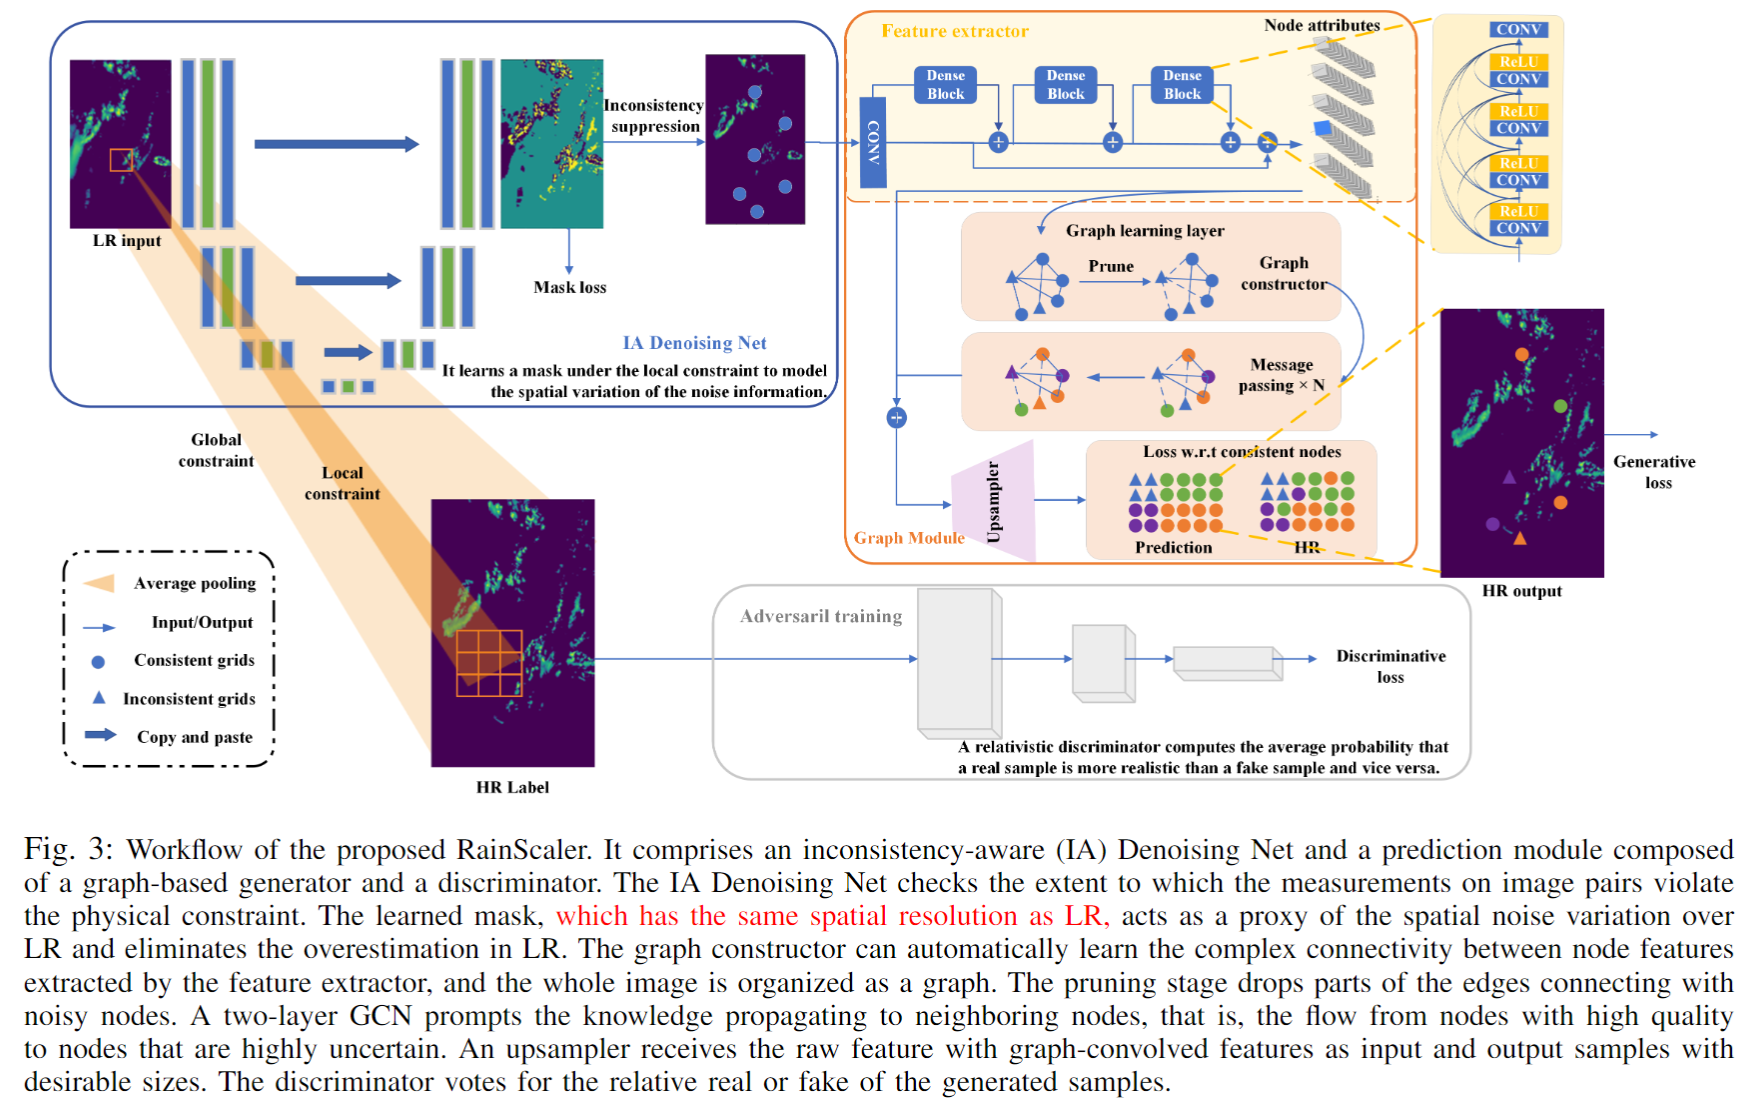 LR input
Inconsistency
suppression
Mask loss
IA Denoising Net
It learns a mask under the local constraint to model
the spatial variation of the noise information.
Global
constraint
Local
constraint
Average pooling
Input/Output
Consistent grids
Inconsistent grids
Copy and paste
HR Label
Feature extractor
Node attributes
CONV
Dense
Block
Dense
Block
Dense
Block
CONV
ReLU
CONV
ReLU
CONV
ReLU
CONV
ReLU
CONV
Graph learning layer
Prune
Graph
constructor
Message
passing × N
Upsampler
Loss w.r.t consistent nodes
Prediction
HR
Graph Module
HR output
Generative
loss
Adversaril training
Discriminative
loss
A relativistic discriminator computes the average probability that
a real sample is more realistic than a fake sample and vice versa.
Fig. 3: Workflow of the proposed RainScaler. It comprises an inconsistency-aware (IA) Denoising Net and a prediction module composed
of a graph-based generator and a discriminator. The IA Denoising Net checks the extent to which the measurements on image pairs violate
the physical constraint. The learned mask, which has the same spatial resolution as LR, acts as a proxy of the spatial noise variation over
LR and eliminates the overestimation in LR. The graph constructor can automatically learn the complex connectivity between node features
extracted by the feature extractor, and the whole image is organized as a graph. The pruning stage drops parts of the edges connecting with
noisy nodes. A two-layer GCN prompts the knowledge propagating to neighboring nodes, that is, the flow from nodes with high quality
to nodes that are highly uncertain. An upsampler receives the raw feature with graph-convolved features as input and output samples with
desirable sizes. The discriminator votes for the relative real or fake of the generated samples.